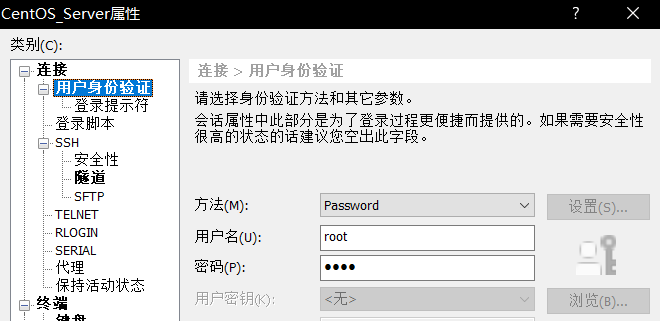 CentOS_Server属性
类别(C):
连接
用户身份验证
登录提示符
登录脚本
SSH
安全性
隧道
SFTP
TELNET
RLOGIN
SERIAL
代理
保持活动状态
终端
键盘
连接 > 用户身份验证
请选择身份验证方法和其它参数。
会话属性中此部分是为了登录过程更便捷而提供的。如果需要安全性
很高的状态的话建议您空出此字段。
方法(M):
Password
设置(S)...
用户名(U):
root
密码(P):
●●●●
用户密钥(K):
<无>
浏览(B)...